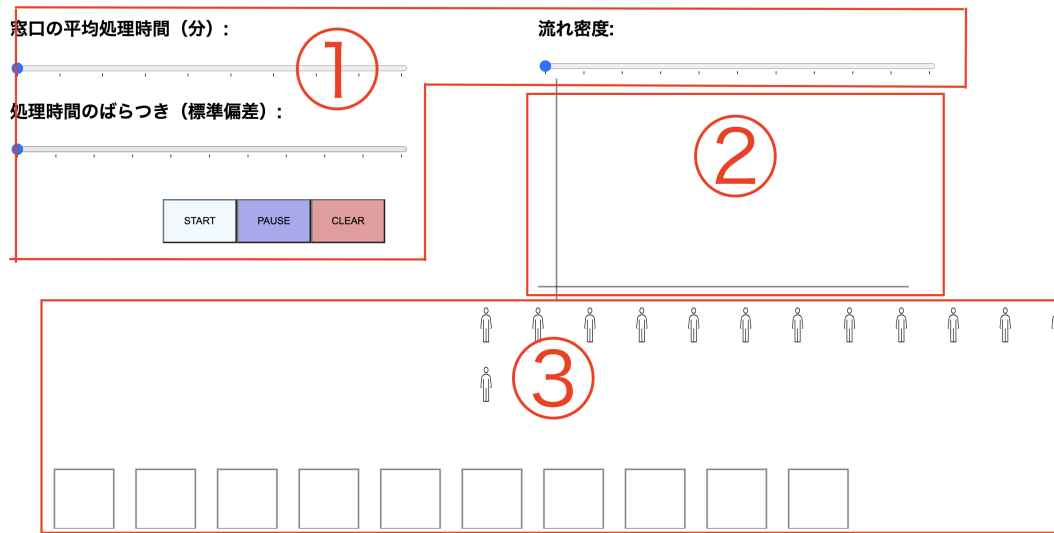 窓口の平均処理時間（分）:
流れ密度:
①
処理時間のばらつき（標準偏差）:
②
START PAUSE CLEAR
③